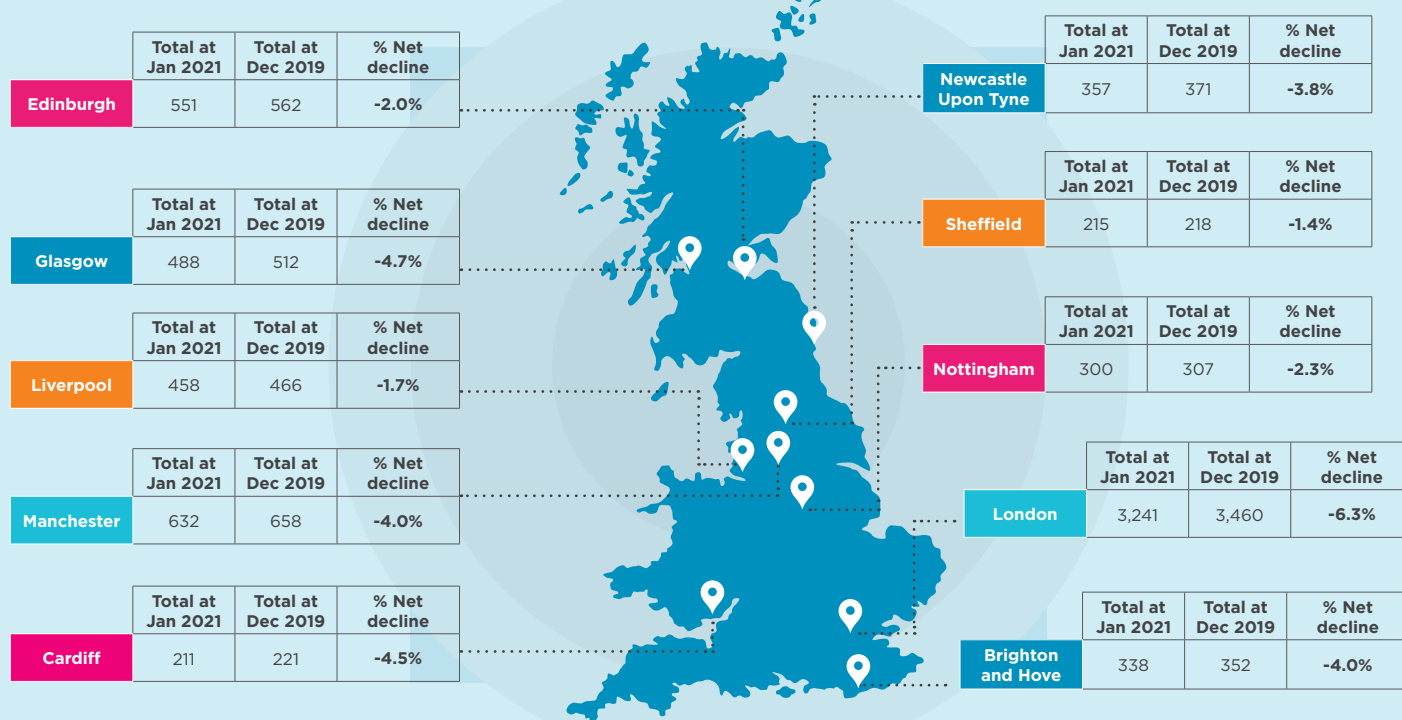 Total at Total at % Net
Jan 2021 Dec 2019 decline
Edinburgh 551 562 -2.0%
Total at Total at % Net
Jan 2021 Dec 2019 decline
Glasgow 488 512 -4.7%
Total at Total at % Net
Jan 2021 Dec 2019 decline
Liverpool 458 466 -1.7%
Total at Total at % Net
Jan 2021 Dec 2019 decline
Manchester 632 658 -4.0%
Total at Total at % Net
Jan 2021 Dec 2019 decline
Cardiff 211 221 -4.5%
Total at Total at % Net
Jan 2021 Dec 2019 decline
Newcastle
Upon Tyne 357 371 -3.8%
Total at Total at % Net
Jan 2021 Dec 2019 decline
Sheffield 215 218 -1.4%
Total at Total at % Net
Jan 2021 Dec 2019 decline
Nottingham 300 307 -2.3%
Total at Total at % Net
Jan 2021 Dec 2019 decline
London 3,241 3,460 -6.3%
Total at Total at % Net
Jan 2021 Dec 2019 decline
Brighton
and Hove 338 352 -4.0%